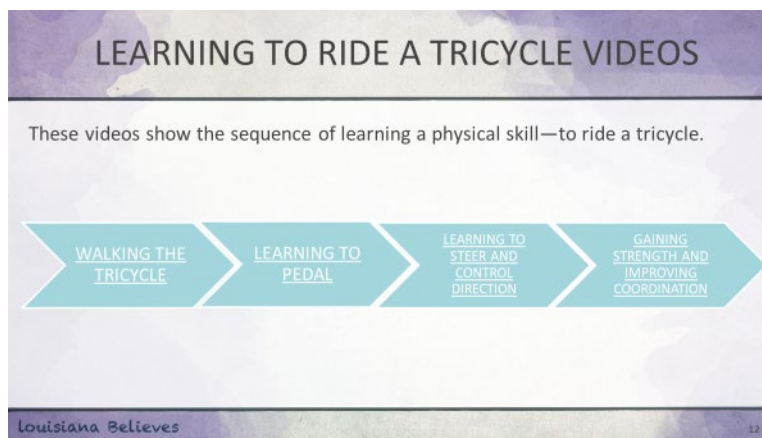 LEARNING TO RIDE A TRICYCLE VIDEOS
These videos show the sequence of learning a physical skill—to ride a tricycle.
WALKING THE
TRICYCLE
LEARNING TO
PEDAL
LEARNING TO
STEER AND
CONTROL
DIRECTION
GAINING
STRENGTH AND
IMPROVING
COORDINATION
Louisiana Believes
12